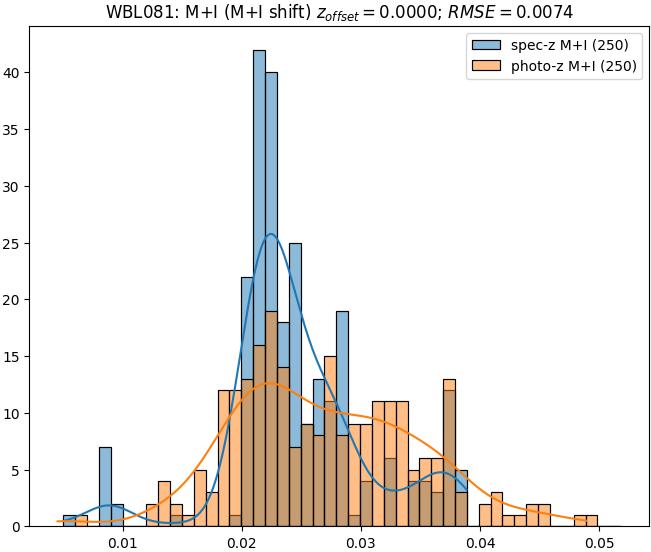 WBL081: M+I (M+I shift) z_offset = 0.0000; RMSE = 0.0074
spec-z M+I (250)
photo-z M+I (250)
40
35
30
25
20
15
10
5
0
0.01 0.02 0.03 0.04 0.05